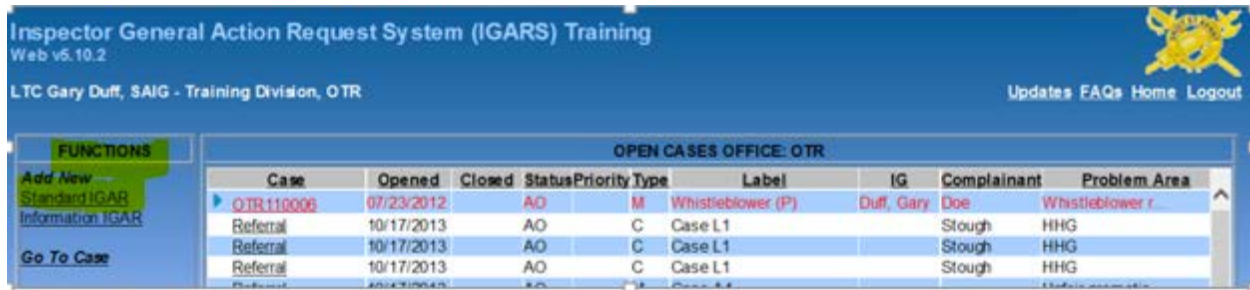 Inspector General Action Request System (IGARS) Training
Web v5.10.2
LTC Gary Duff, SAIG - Training Division, OTR
Updates FAQs Home Logout
FUNCTIONS
Add New
Standard IGAR
Information IGAR
Go To Case
OPEN CASES OFFICE: OTR
Case Opened Closed Status Priority Type Label IG Complainant Problem Area
OTR110006 07/23/2012 AO M Whistleblower (P) Duff, Gary Doe Whistleblower r...
Referral 10/17/2013 AO C Case L1 Stough HHG
Referral 10/17/2013 AO C Case L1 Stough HHG
Referral 10/17/2013 AO C Case L1 Stough HHG